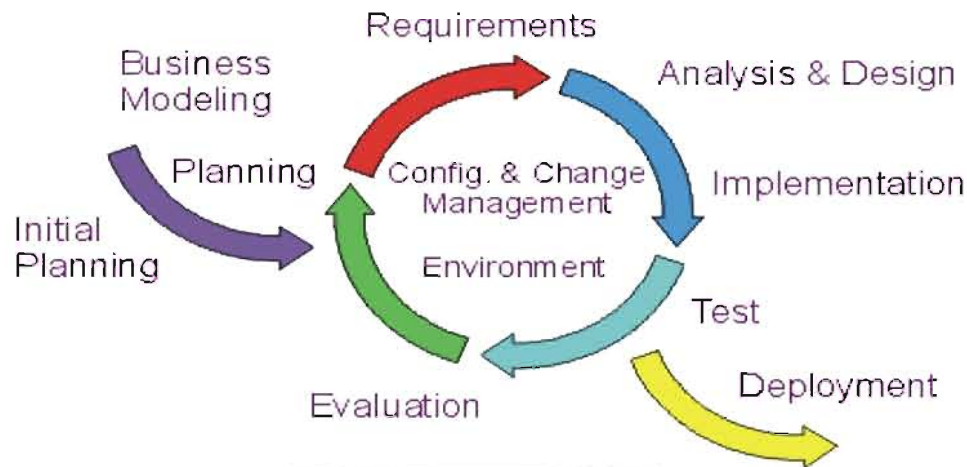 Requirements
Business
Modeling
Analysis & Design
Planning
Config. & Change
Management
Implementation
Initial
Planning
Environment
Test
Evaluation
Deployment